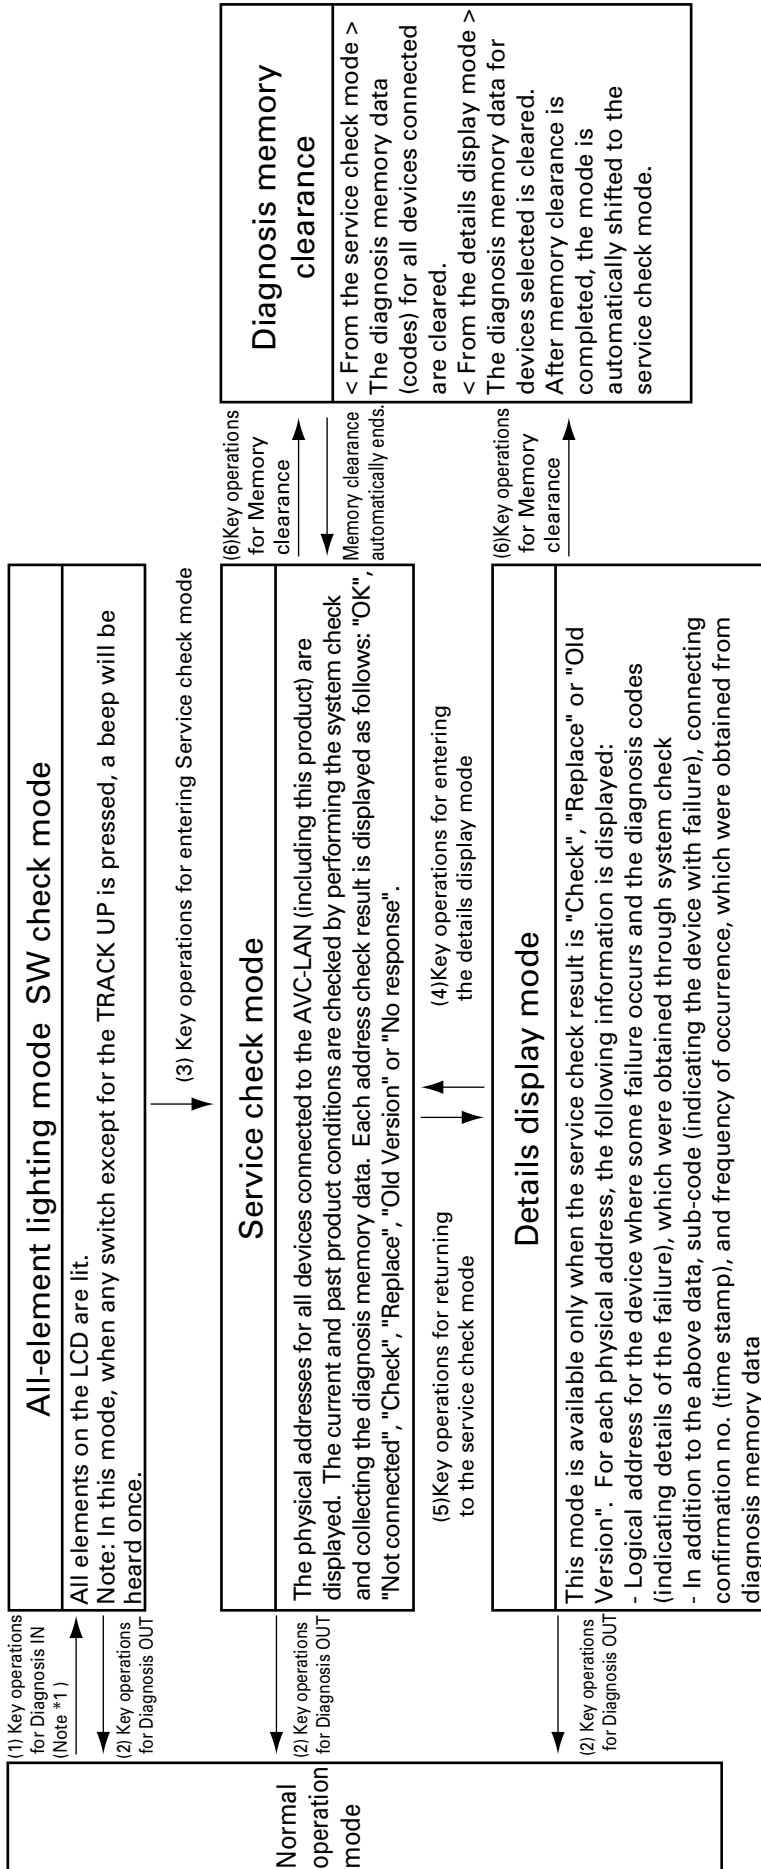 Normal
operation
mode
(1) Key operations
for Diagnosis IN
(Note *1 )
(2) Key operations
for Diagnosis OUT
All-element lighting mode  SW check mode
All elements on the LCD are lit.
Note: In this mode, when any switch except for the TRACK UP is pressed, a beep will be
heard once.
(3) Key operations for entering Service check mode
(2) Key operations
for Diagnosis OUT
Service check mode
The physical addresses for all devices connected to the AVC-LAN (including this product) are
displayed.  The current and past product conditions are checked by performing the system check
and collecting the diagnosis memory data.  Each address check result is displayed as follows: "OK",
"Not connected", "Check", "Replace", "Old Version" or "No response".
(6)Key operations
for Memory
clearance
Memory clearance
automatically ends.
Diagnosis memory
clearance
< From the service check mode >
The diagnosis memory data
(codes) for all devices connected
are cleared.
< From the details display mode >
The diagnosis memory data for
devices selected is cleared.
After memory clearance is
completed, the mode is
automatically shifted to the
service check mode.
(5)Key operations for returning
to the service check mode
(4)Key operations for entering
the details display mode
(2) Key operations
for Diagnosis OUT
Details display mode
This mode is available only when the service check result is "Check", "Replace" or "Old
Version".  For each physical address, the following information is displayed:
- Logical address for the device where some failure occurs and the diagnosis codes
(indicating details of the failure), which were obtained through system check
- In addition to the above data, sub-code (indicating the device with failure), connecting
confirmation no. (time stamp), and frequency of occurrence, which were obtained from
diagnosis memory data
(6)Key operations
for Memory
clearance